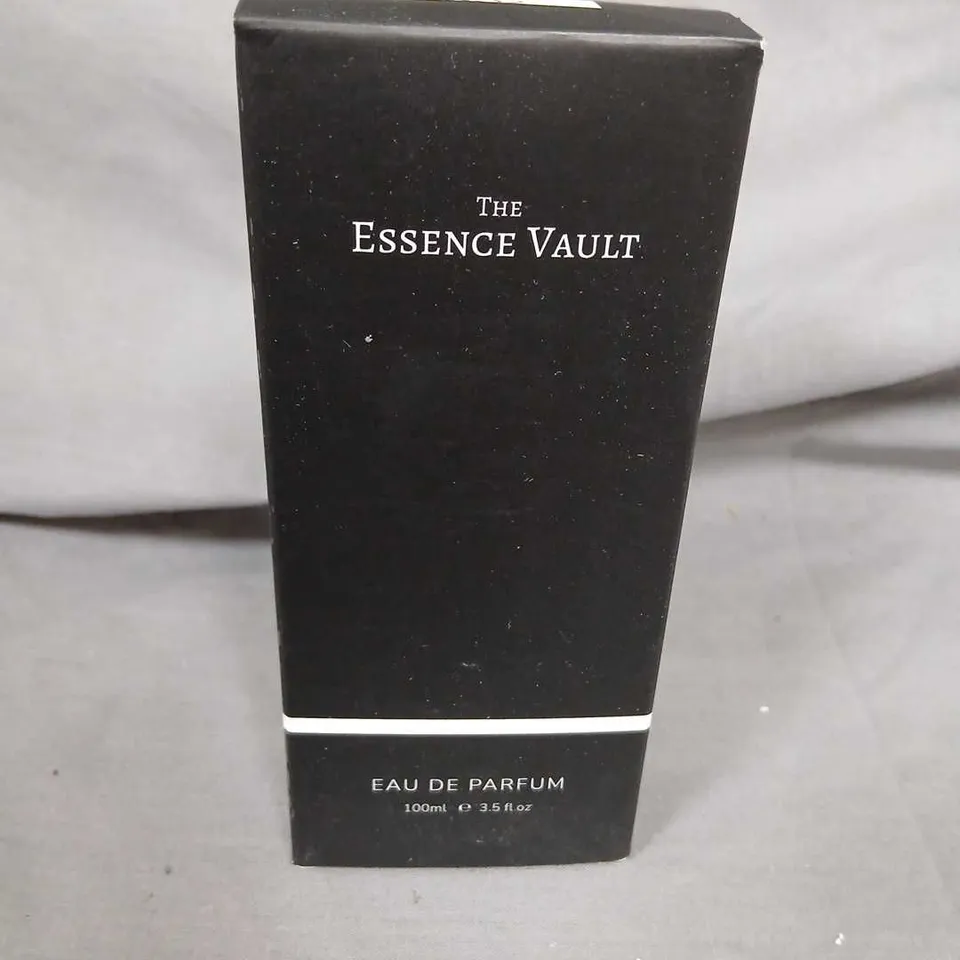 THE
ESSENCE VAULT
EAU DE PARFUM
100ml ℮ 3.5 fl.oz